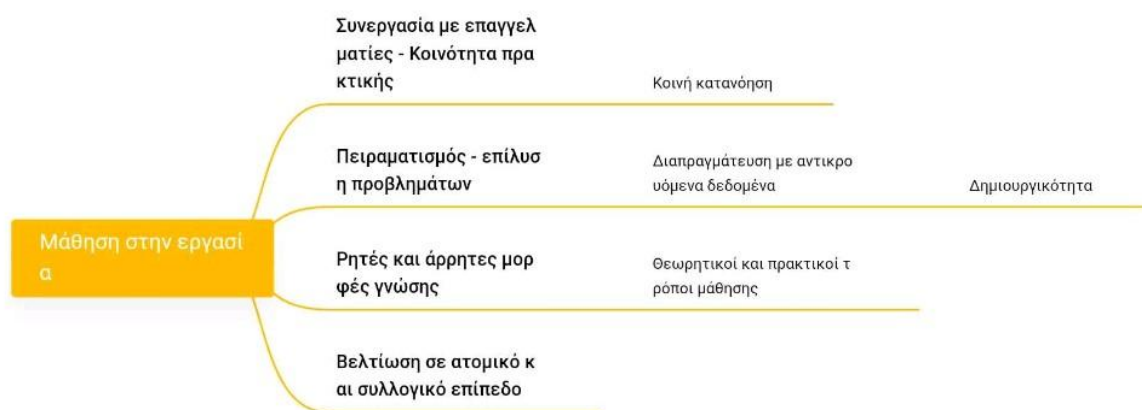 Μάθηση στην εργασί
α
Συνεργασία με επαγγελ
ματίες - Κοινότητα πρα
κτικής
Κοινή κατανόηση
Πειραματισμός - επίλυσ
η προβλημάτων
Διαπραγμάτευση με αντικρο
υόμενα δεδομένα
Δημιουργικότητα
Ρητές και άρρητες μορ
φές γνώσης
Θεωρητικοί και πρακτικοί τ
ρόποι μάθησης
Βελτίωση σε ατομικό κ
αι συλλογικό επίπεδο